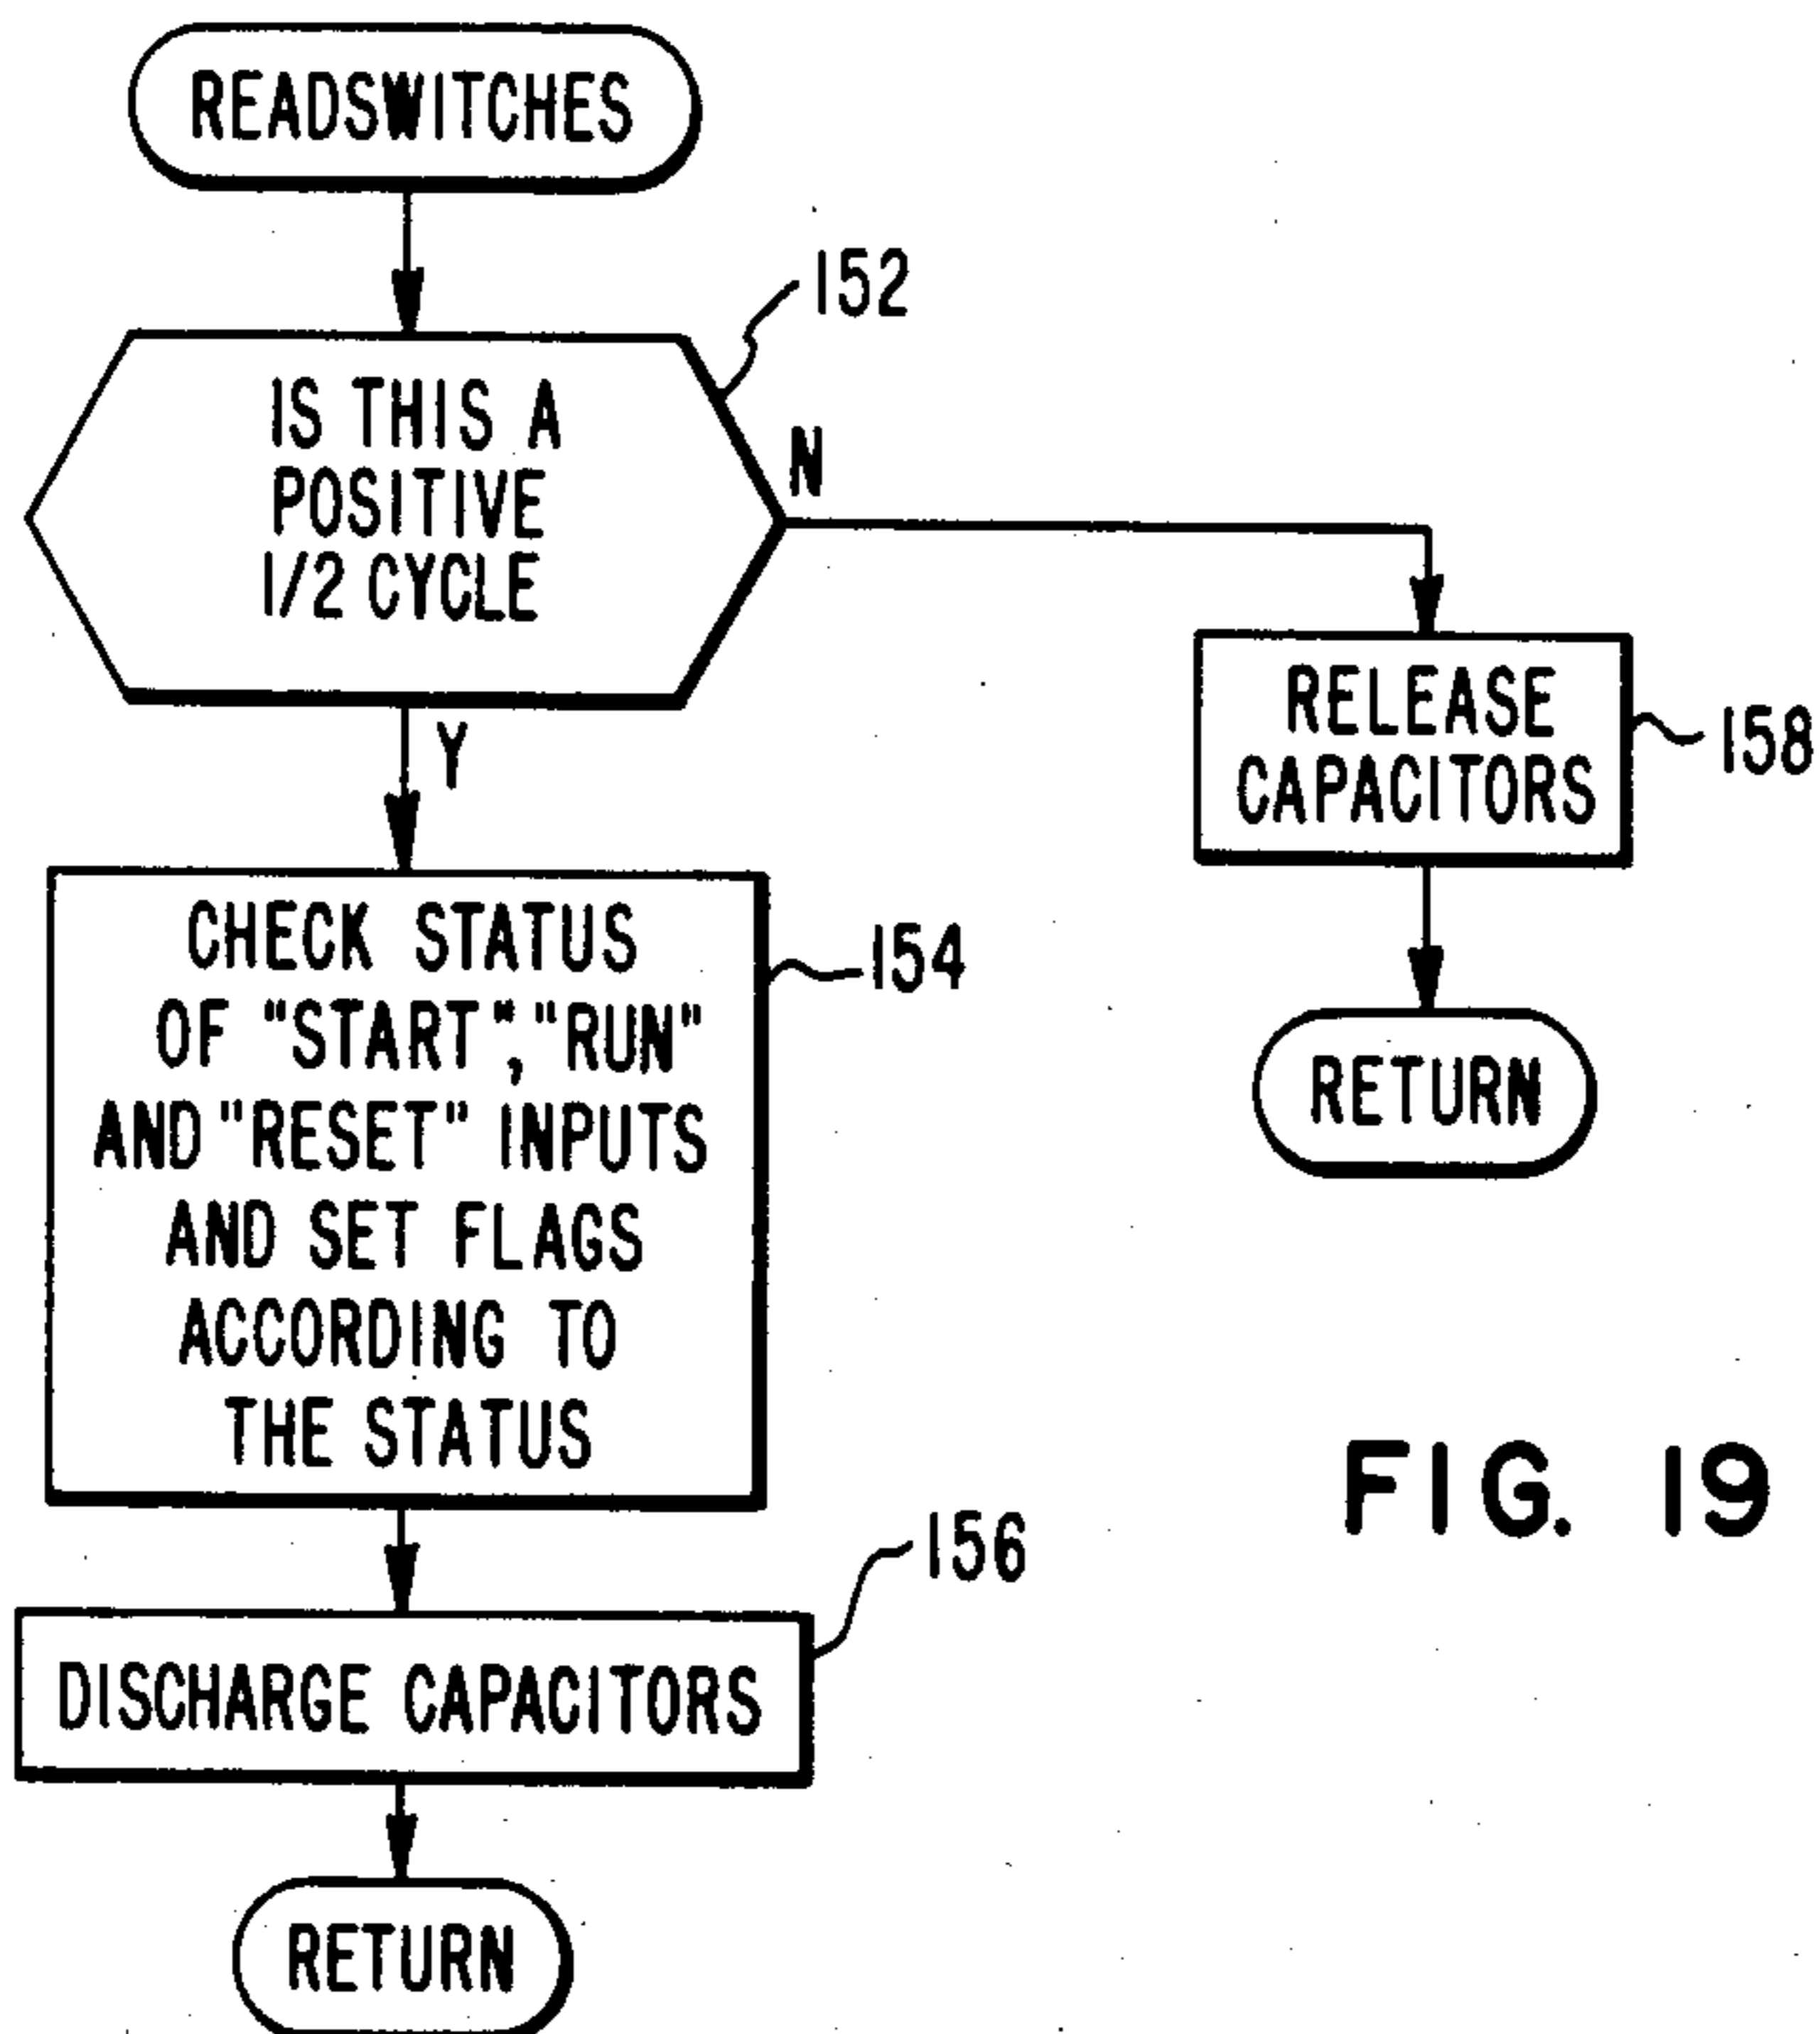 READSWITCHES
152
IS THIS A
POSITIVE
1/2 CYCLE
N
Y
RELEASE
CAPACITORS
158
RETURN
CHECK STATUS
OF "START", "RUN"
AND "RESET" INPUTS
AND SET FLAGS
ACCORDING TO
THE STATUS
154
DISCHARGE CAPACITORS
156
RETURN
FIG. 19